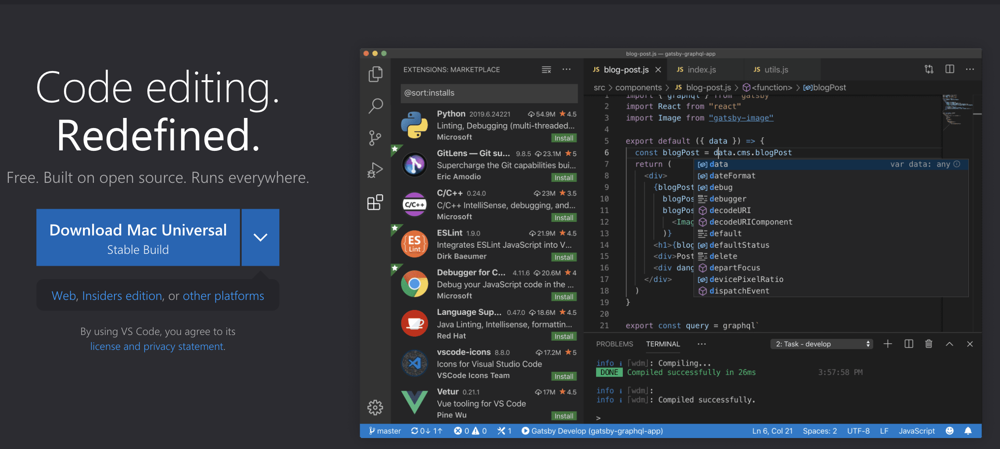 Code editing.
Redefined.
Free. Built on open source. Runs everywhere.
Download Mac Universal
Stable Build
Web, Insiders edition, or other platforms
By using VS Code, you agree to its
license and privacy statement.
blog-post.js — gatsby-graphql-app
EXTENSIONS: MARKETPLACE
@sort:installs
Python 2019.6.24221 54.9M 4.5
Linting, Debugging (multi-threaded...
Microsoft Install
GitLens — Git su... 9.8.5 23.1M 5
Supercharge the Git capabilities bui...
Eric Amodio Install
C/C++
C/C++ 0.24.0 23M 3.5
C/C++ IntelliSense, debugging, and...
Microsoft Install
ES
Lint
ESLint 1.9.0 21.9M 4.5
Integrates ESLint JavaScript into V...
Dirk Baeumer Install
Debugger for C... 4.11.6 20.6M 4
Debug your JavaScript code in the ...
Microsoft Install
Language Sup... 0.47.0 18.6M 4.5
Java Linting, Intellisense, formattin...
Red Hat Install
vscode-icons 8.8.0 17.2M 5
Icons for Visual Studio Code
VSCode Icons Team Install
Vetur 0.21.1 17M 4.5
Vue tooling for VS Code
Pine Wu Install
JS blog-post.js JS index.js JS utils.js
src > components > JS blog-post.js > <function> > blogPost
1 import { graphql } from "gatsby"
2 import React from "react"
3 import Image from "gatsby-image"
4
5 export default ({ data }) => {
6 const blogPost = data.cms.blogPost
7 return (
8 <div>
9 {blogPost
10 blogPos
11 blogPos
12 <Imag
13 )}
14 <h1>{blog
15 <div>Post
16 <div dang
17 </div>
18 )
19 }
20
21 export const query = graphql`
data var data: any
dateFormat
debug
debugger
decodeURI
decodeURIComponent
default
defaultStatus
delete
departFocus
devicePixelRatio
dispatchEvent
PROBLEMS TERMINAL ··· 2: Task - develop
info i ｢wdm｣: Compiling...
DONE Compiled successfully in 26ms 3:57:58 PM
info i ｢wdm｣:
info i ｢wdm｣: Compiled successfully.
>
master 0↓ 1↑ 0 0 1 Gatsby Develop (gatsby-graphql-app) Ln 6, Col 21 Spaces: 2 UTF-8 LF JavaScript